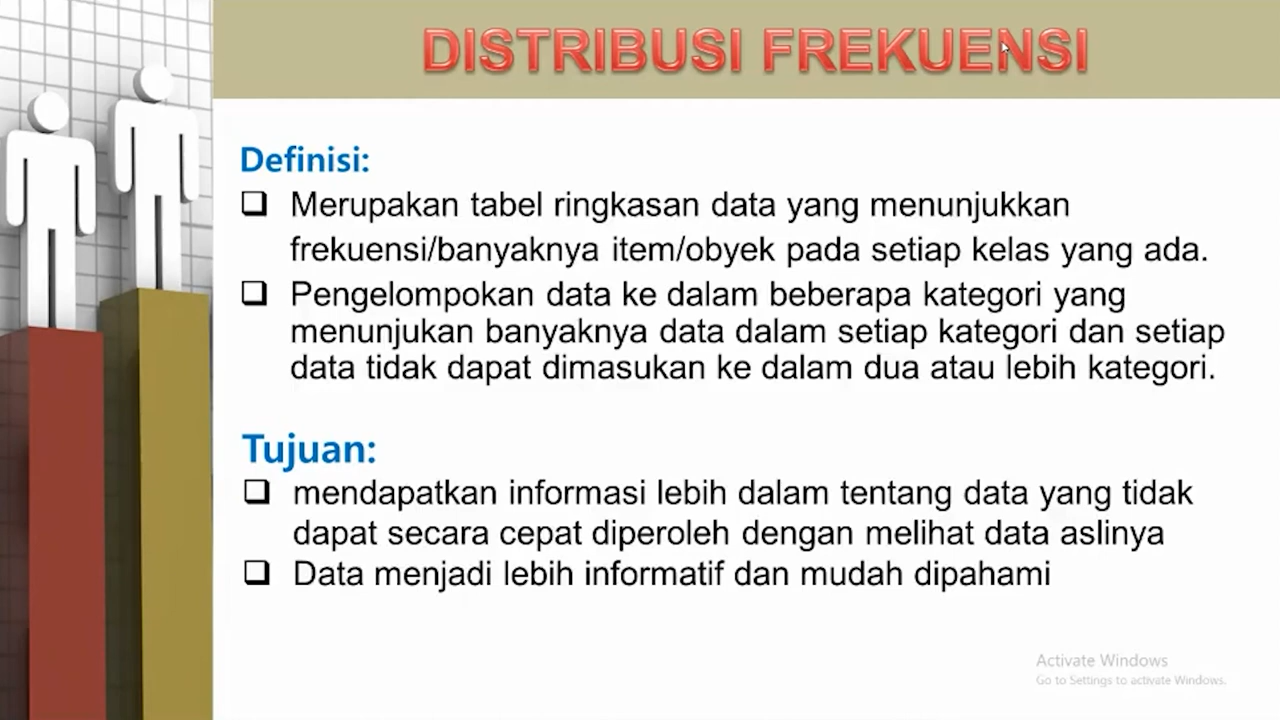 DISTRIBUSI FREKUENSI
Definisi:
❑ Merupakan tabel ringkasan data yang menunjukkan
frekuensi/banyaknya item/obyek pada setiap kelas yang ada.
❑ Pengelompokan data ke dalam beberapa kategori yang
menunjukan banyaknya data dalam setiap kategori dan setiap
data tidak dapat dimasukan ke dalam dua atau lebih kategori.
Tujuan:
❑ mendapatkan informasi lebih dalam tentang data yang tidak
dapat secara cepat diperoleh dengan melihat data aslinya
❑ Data menjadi lebih informatif dan mudah dipahami
Activate Windows
Go to Settings to activate Windows.